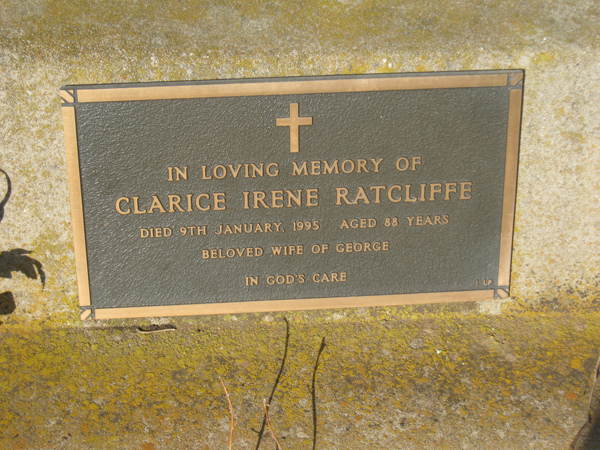 IN LOVING MEMORY OF
CLARICE IRENE RATCLIFFE
DIED 9TH JANUARY, 1995 AGED 88 YEARS
BELOVED WIFE OF GEORGE
IN GOD'S CARE